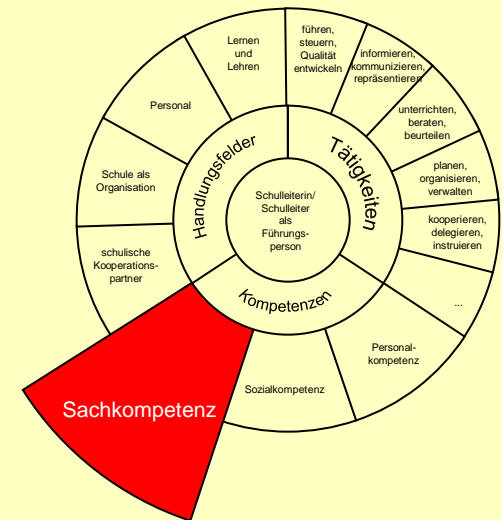 Lernen
und
Lehren
führen,
steuern,
Qualität
entwickeln
informieren,
kommunizieren,
repräsentieren
unterrichten,
beraten,
beurteilen
planen,
organisieren,
verwalten
kooperieren,
delegieren,
instruieren
...
Personal
Schule als
Organisation
schulische
Kooperations-
partner
Handlungsfelder
Tätigkeiten
Kompetenzen
Schulleiterin/
Schulleiter
als
Führungs-
person
Personal-
kompetenz
Sozialkompetenz
Sachkompetenz